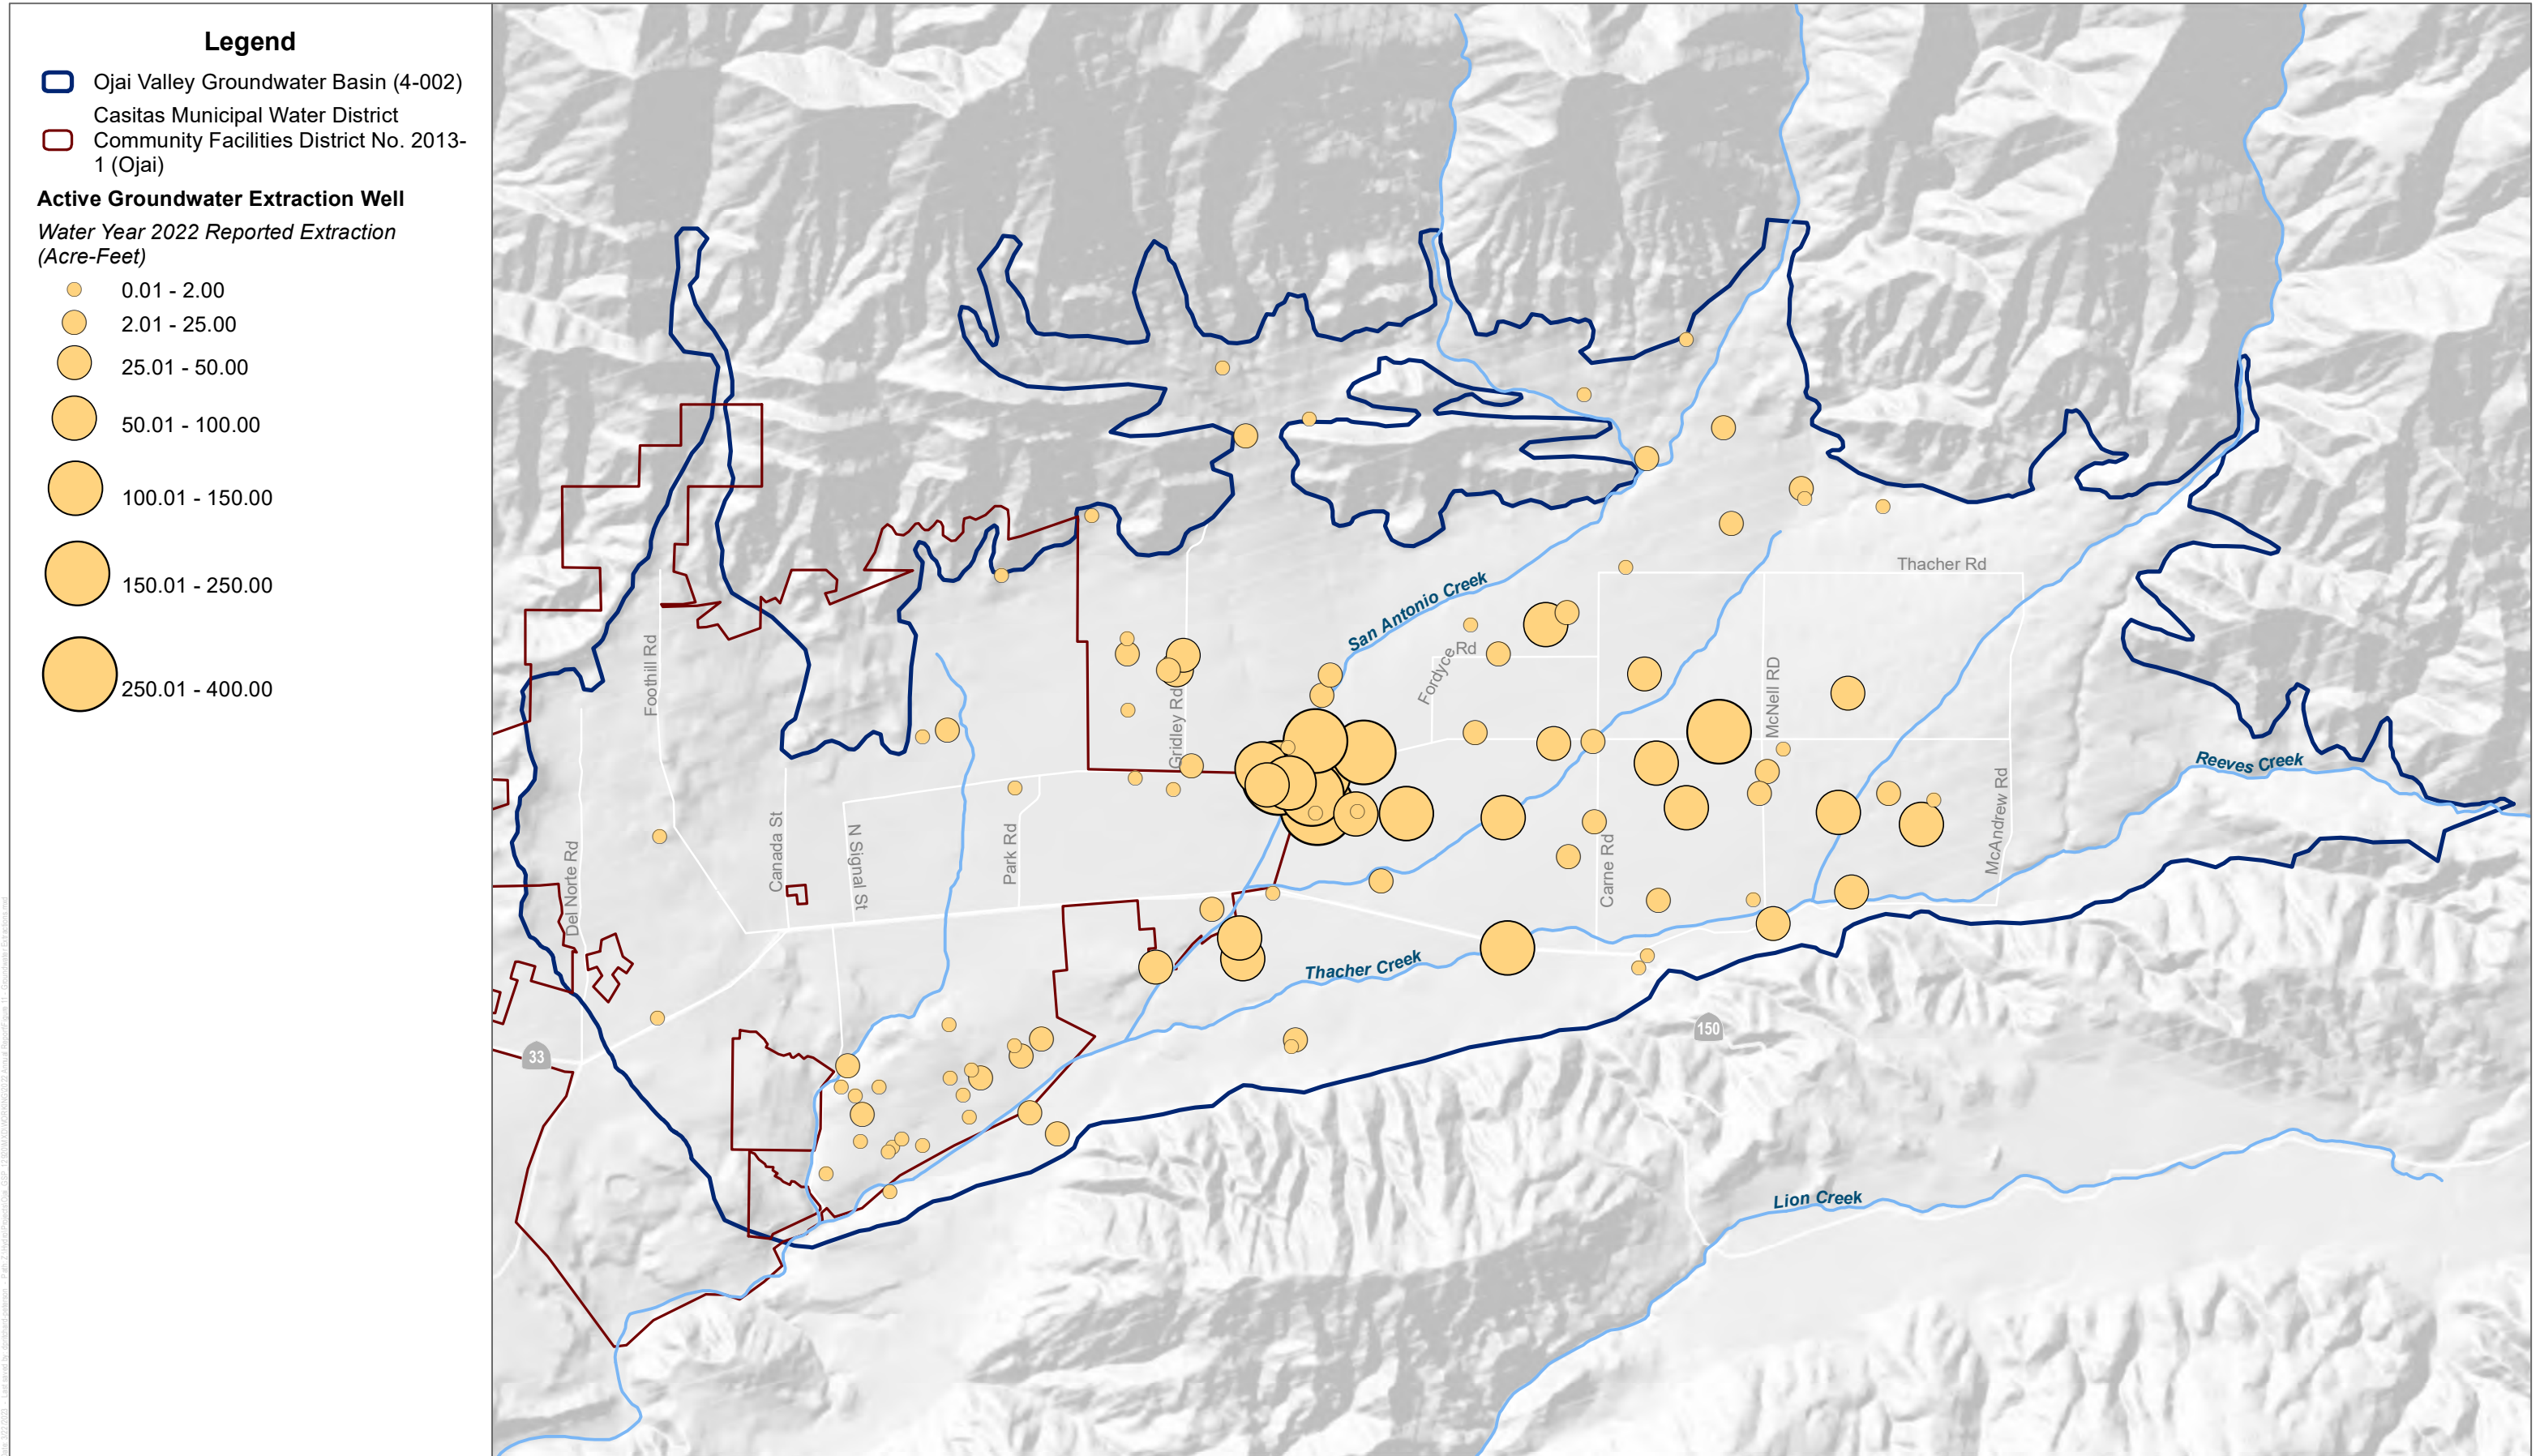 Legend
Ojai Valley Groundwater Basin (4-002)
Casitas Municipal Water District
Community Facilities District No. 2013-
1 (Ojai)
Active Groundwater Extraction Well
Water Year 2022 Reported Extraction
(Acre-Feet)
0.01 - 2.00
2.01 - 25.00
25.01 - 50.00
50.01 - 100.00
100.01 - 150.00
150.01 - 250.00
250.01 - 400.00
Thacher Rd
San Antonio Creek
Fordyce Rd
Foothill Rd
Gridley Rd
McNell RD
Reeves Creek
McAndrew Rd
Del Norte Rd
Canada St
N Signal St
Park Rd
Carne Rd
Thacher Creek
33
150
Lion Creek